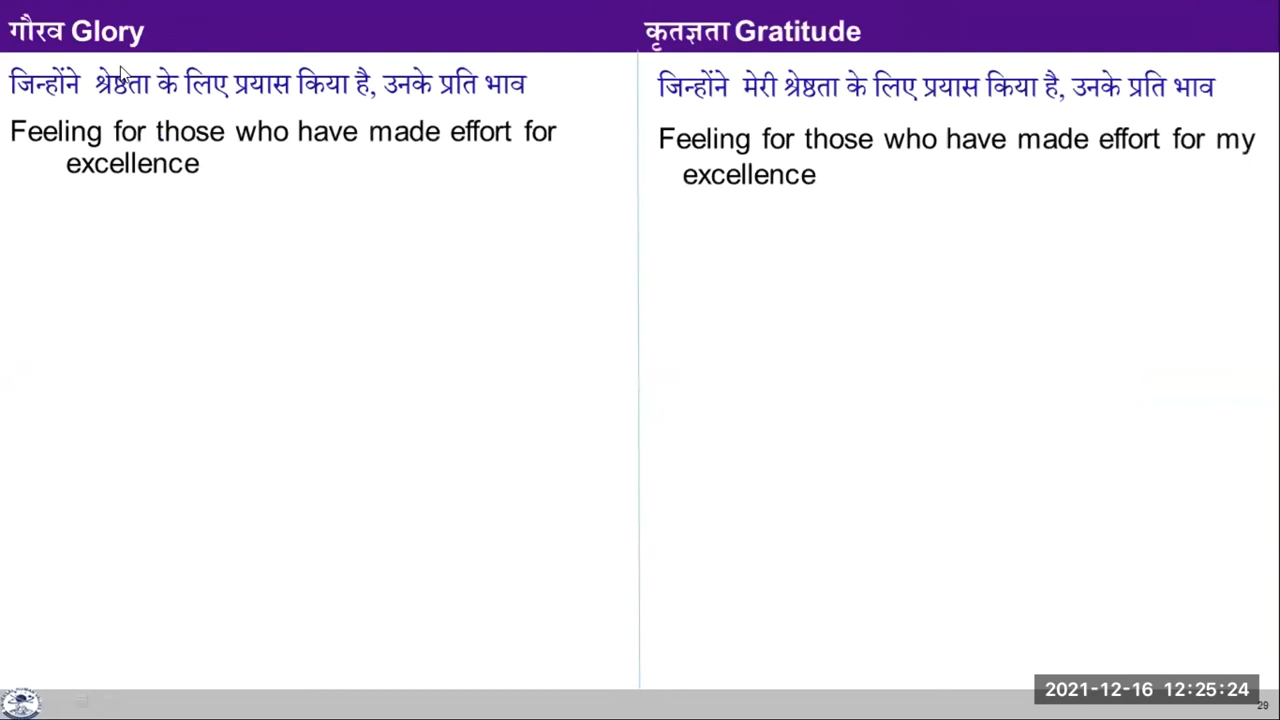 गौरव Glory
जिन्होंने श्रेष्ठता के लिए प्रयास किया है, उनके प्रति भाव
Feeling for those who have made effort for
excellence
कृतज्ञता Gratitude
जिन्होंने मेरी श्रेष्ठता के लिए प्रयास किया है, उनके प्रति भाव
Feeling for those who have made effort for my
excellence
2021-12-16 12:25:24
29